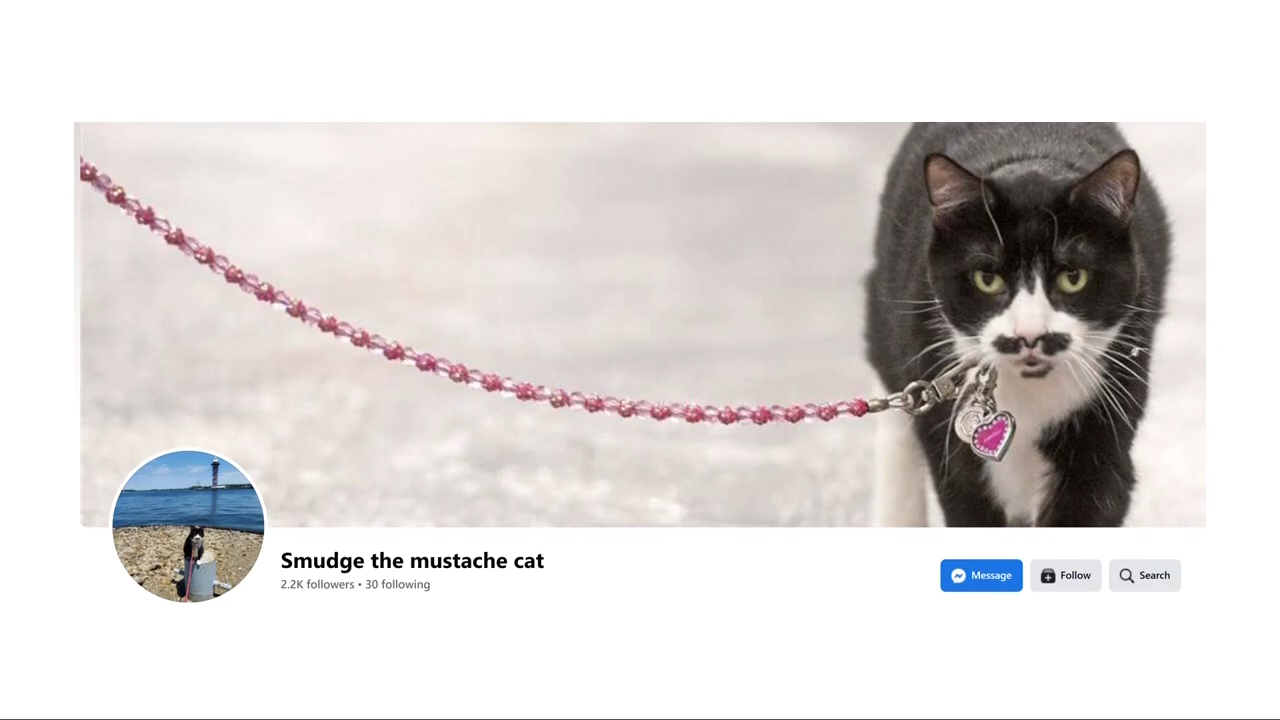 Smudge the mustache cat
2.2K followers • 30 following
Message
Follow
Search